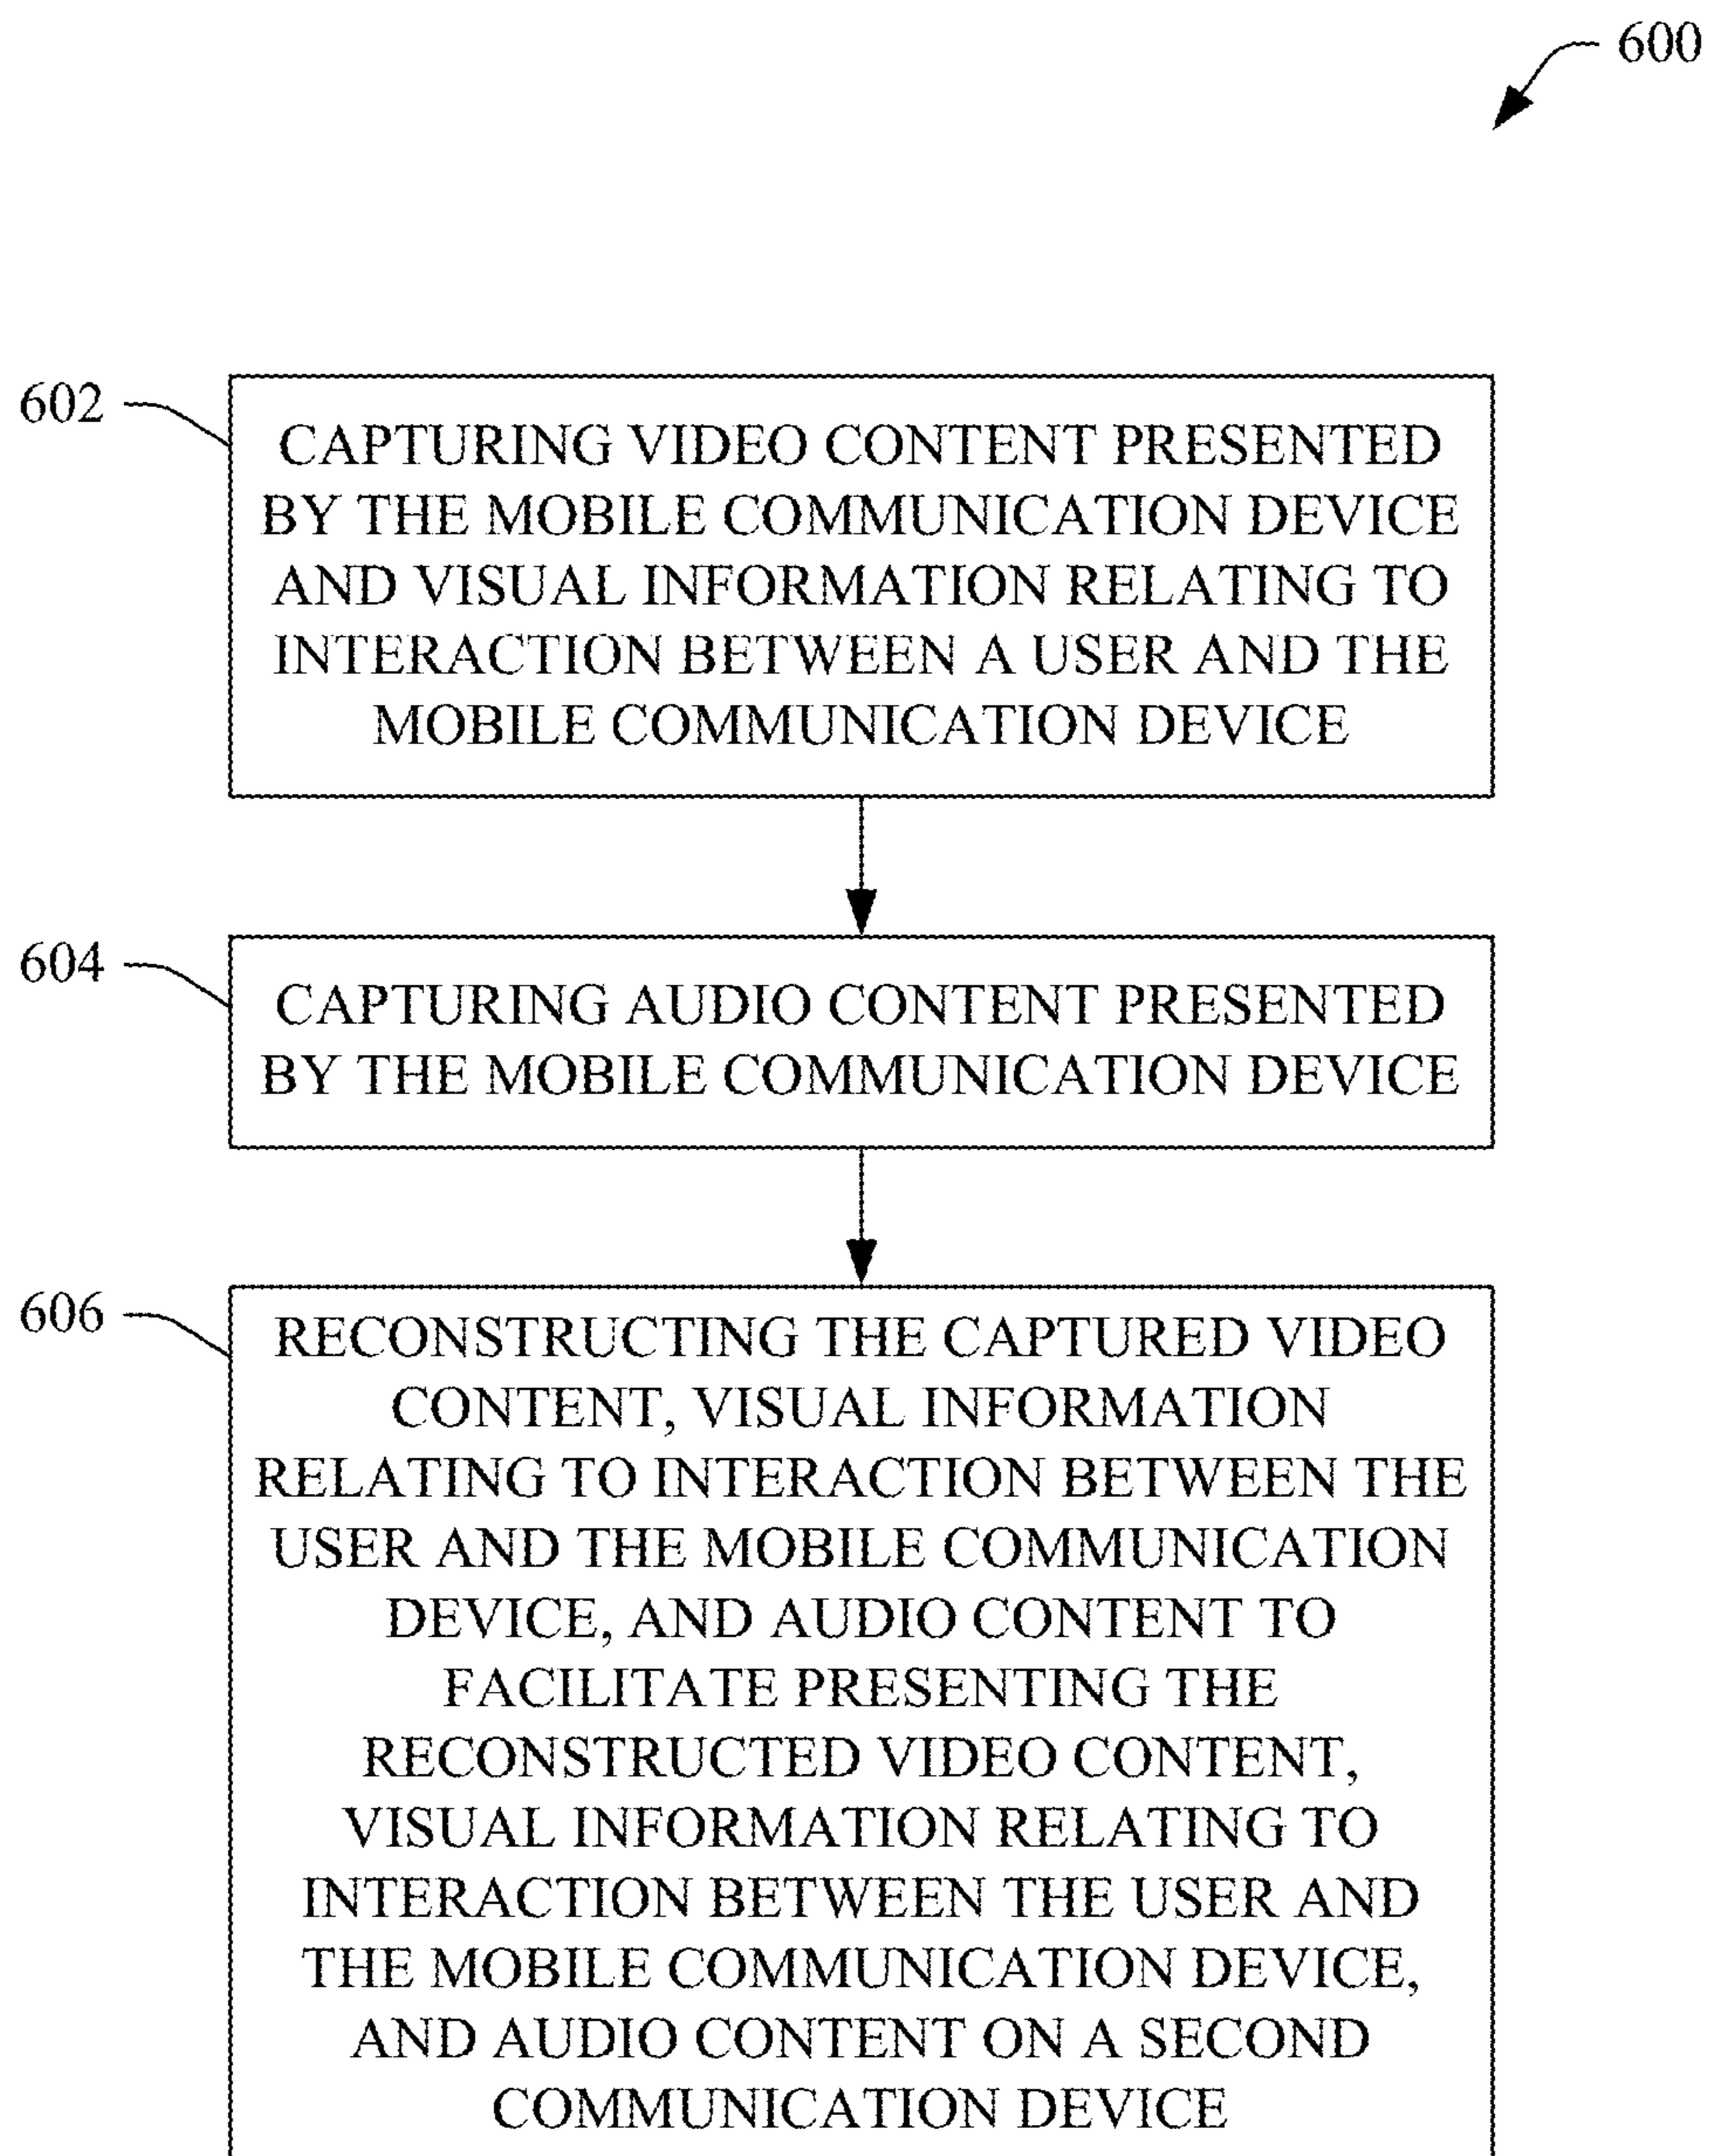 600
602
CAPTURING VIDEO CONTENT PRESENTED
BY THE MOBILE COMMUNICATION DEVICE
AND VISUAL INFORMATION RELATING TO
INTERACTION BETWEEN A USER AND THE
MOBILE COMMUNICATION DEVICE
604
CAPTURING AUDIO CONTENT PRESENTED
BY THE MOBILE COMMUNICATION DEVICE
606
RECONSTRUCTING THE CAPTURED VIDEO
CONTENT, VISUAL INFORMATION
RELATING TO INTERACTION BETWEEN THE
USER AND THE MOBILE COMMUNICATION
DEVICE, AND AUDIO CONTENT TO
FACILITATE PRESENTING THE
RECONSTRUCTED VIDEO CONTENT,
VISUAL INFORMATION RELATING TO
INTERACTION BETWEEN THE USER AND
THE MOBILE COMMUNICATION DEVICE,
AND AUDIO CONTENT ON A SECOND
COMMUNICATION DEVICE